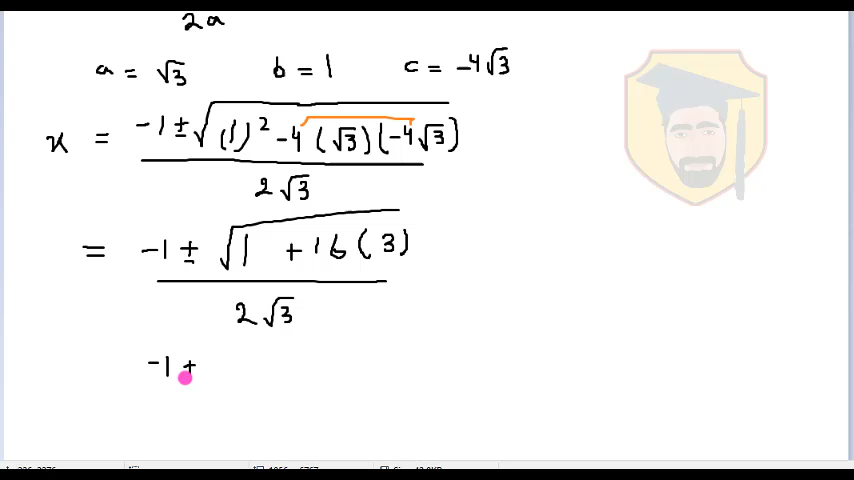 2a
a = √3 b = 1 c = -4√3
x = -1 ± √(1)² -4 (√3)(-4√3)
2√3
= -1 ± √1 + 16(3)
2√3
-1 ±